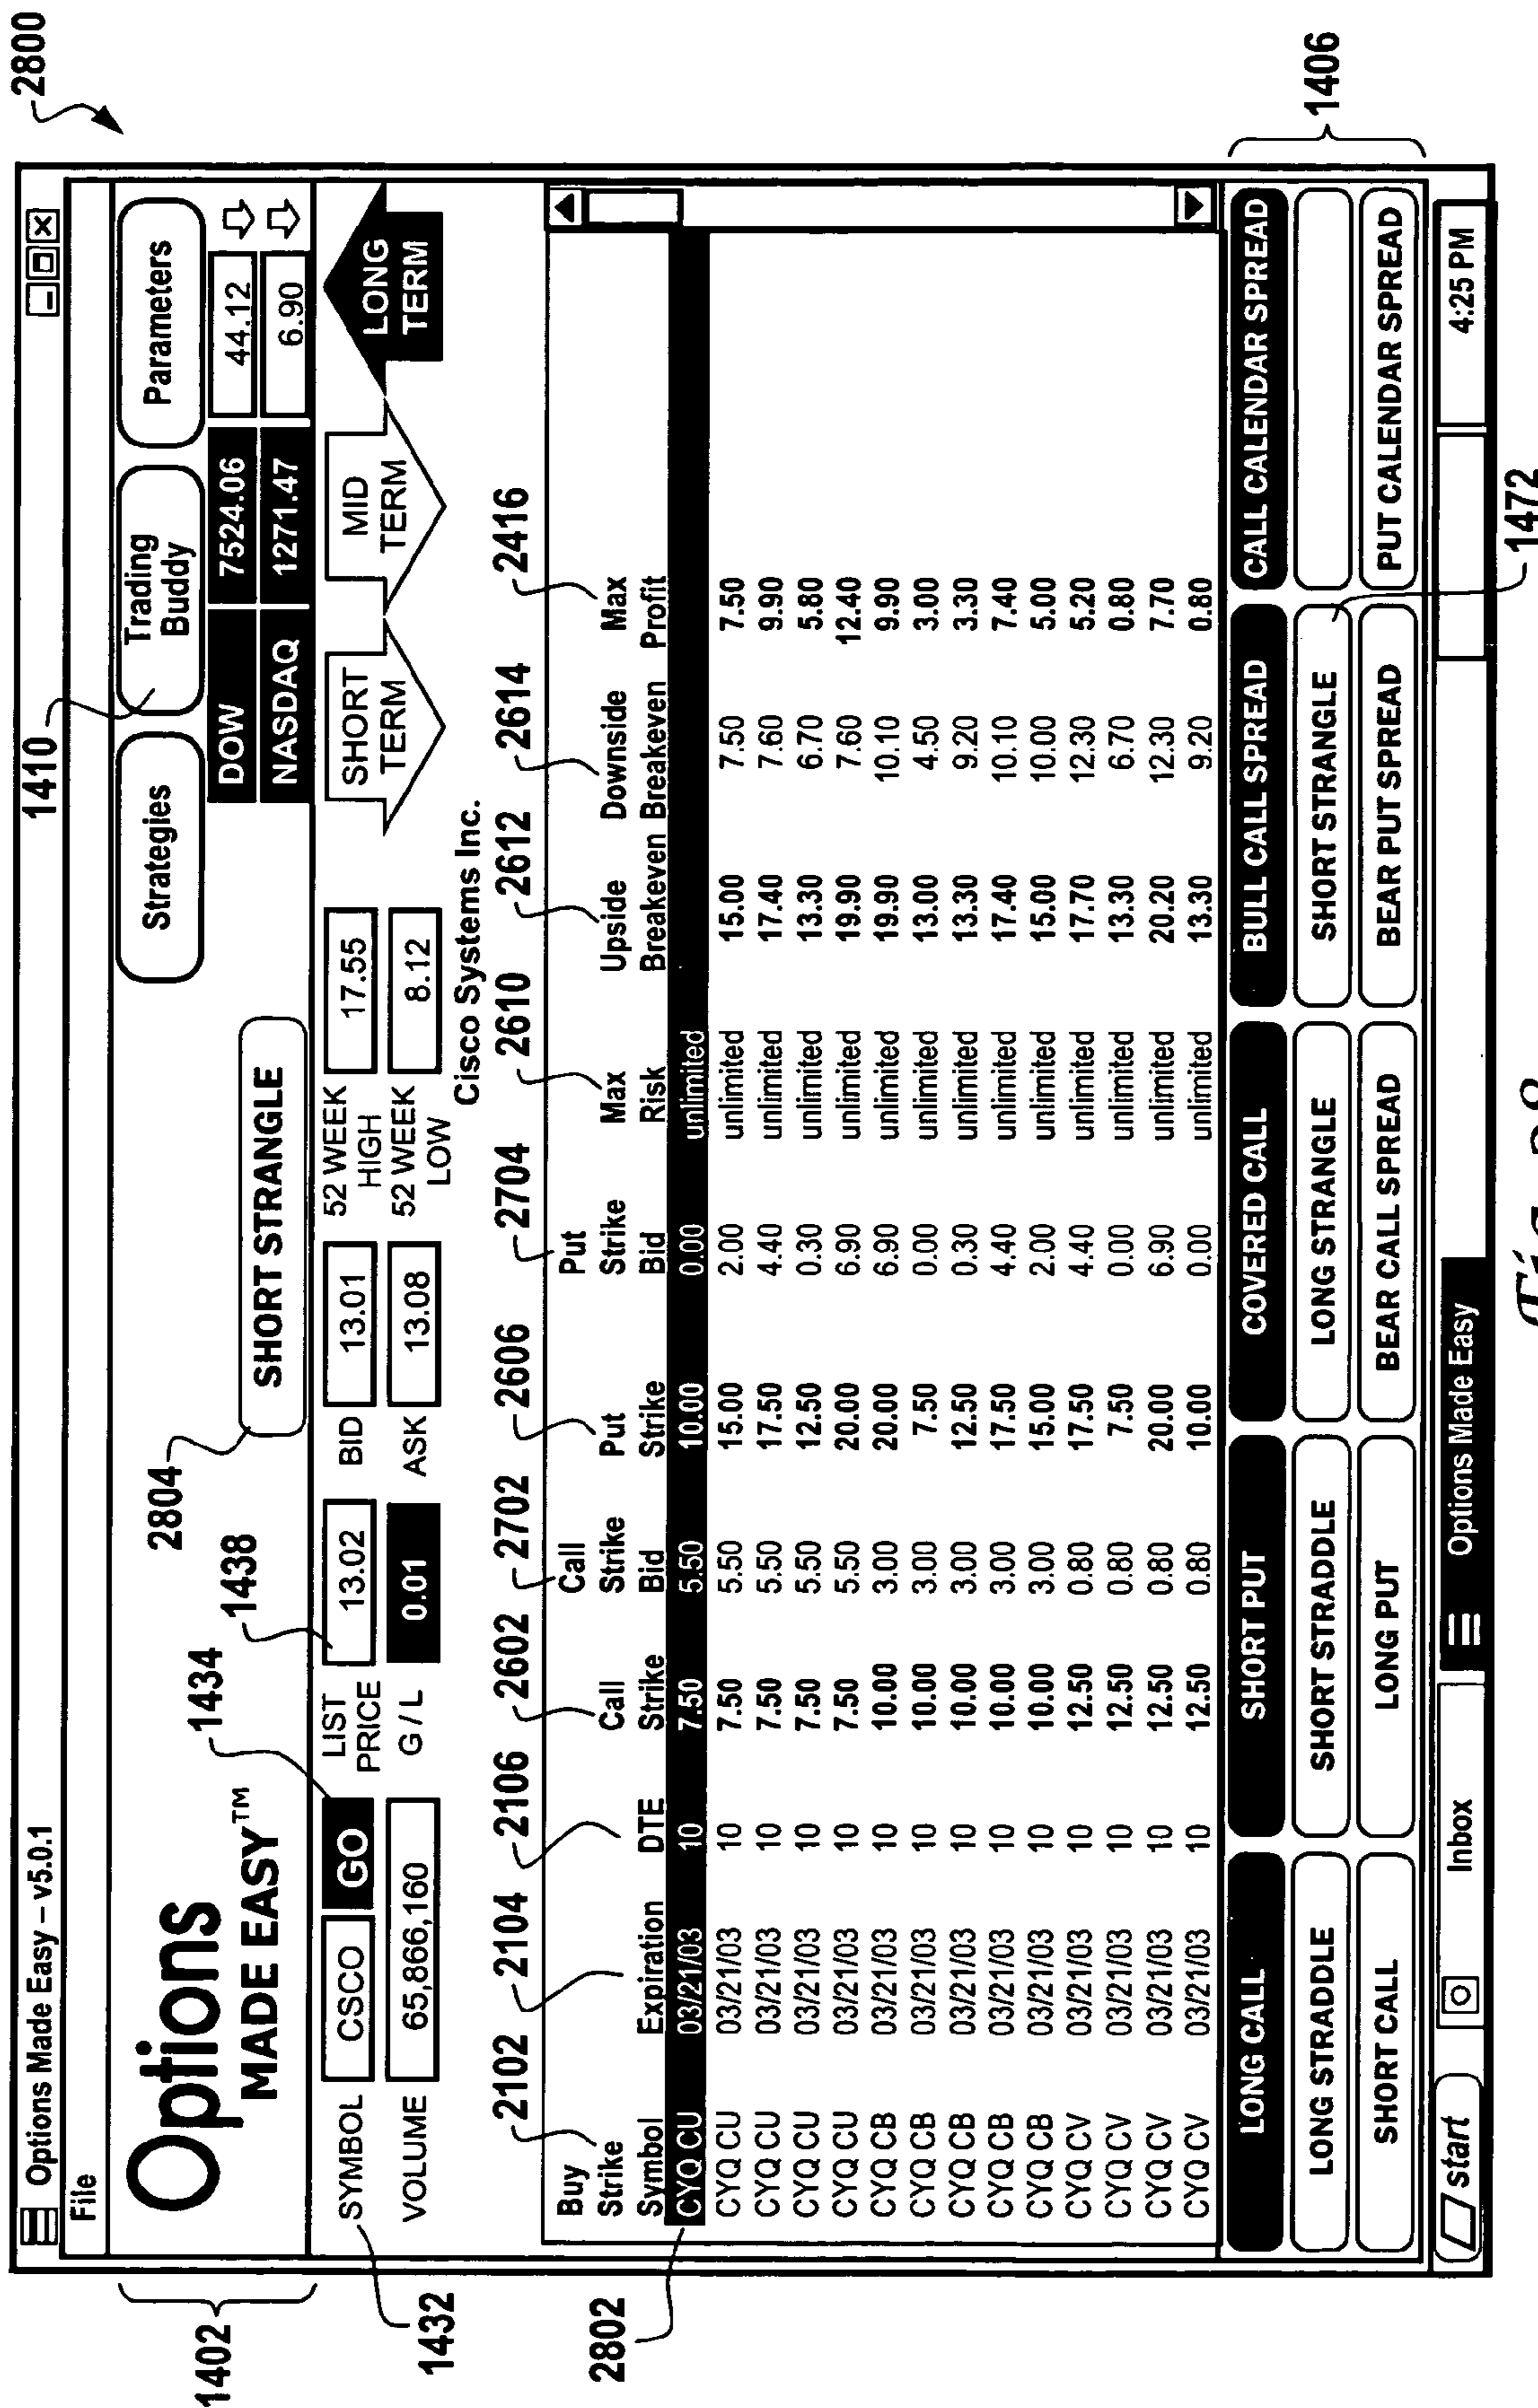 2800
1410
Options Made Easy – v5.0.1
File
1402
Options
MADE EASY™
2804
SHORT STRANGLE
Strategies
Trading
Buddy
Parameters
DOW 7524.06 44.12
NASDAQ 1271.47 6.90
1434
1438
1432
SYMBOL CSCO GO
VOLUME 65,866,160
LIST
PRICE 13.02
G / L 0.01
BID 13.01
ASK 13.08
52 WEEK
HIGH 17.55
52 WEEK
LOW 8.12
SHORT
TERM
MID
TERM
LONG
TERM
Cisco Systems Inc.
2102 2104 2106 2602 2702 2606 2704 2610 2612 2614 2416
Buy Call Put
Strike Call Strike Put Strike Max Upside Downside Max
Symbol Expiration DTE Strike Bid Strike Bid Risk Breakeven Breakeven Profit
2802
CYQ CU 03/21/03 10 7.50 5.50 10.00 0.00 unlimited
CYQ CU 03/21/03 10 7.50 5.50 15.00 2.00 unlimited 15.00 7.50 7.50
CYQ CU 03/21/03 10 7.50 5.50 17.50 4.40 unlimited 17.40 7.60 9.90
CYQ CU 03/21/03 10 7.50 5.50 12.50 0.30 unlimited 13.30 6.70 5.80
CYQ CU 03/21/03 10 7.50 5.50 20.00 6.90 unlimited 19.90 7.60 12.40
CYQ CB 03/21/03 10 10.00 3.00 20.00 6.90 unlimited 19.90 10.10 9.90
CYQ CB 03/21/03 10 10.00 3.00 7.50 0.00 unlimited 13.00 4.50 3.00
CYQ CB 03/21/03 10 10.00 3.00 12.50 0.30 unlimited 13.30 9.20 3.30
CYQ CB 03/21/03 10 10.00 3.00 17.50 4.40 unlimited 17.40 10.10 7.40
CYQ CB 03/21/03 10 10.00 3.00 15.00 2.00 unlimited 15.00 10.00 5.00
CYQ CV 03/21/03 10 12.50 0.80 17.50 4.40 unlimited 17.70 12.30 5.20
CYQ CV 03/21/03 10 12.50 0.80 7.50 0.00 unlimited 13.30 6.70 0.80
CYQ CV 03/21/03 10 12.50 0.80 20.00 6.90 unlimited 20.20 12.30 7.70
CYQ CV 03/21/03 10 12.50 0.80 10.00 0.00 unlimited 13.30 9.20 0.80
LONG CALL SHORT PUT COVERED CALL BULL CALL SPREAD CALL CALENDAR SPREAD
LONG STRADDLE SHORT STRADDLE LONG STRANGLE SHORT STRANGLE
SHORT CALL LONG PUT BEAR CALL SPREAD BEAR PUT SPREAD PUT CALENDAR SPREAD
1406
start Inbox Options Made Easy 4:25 PM
1472